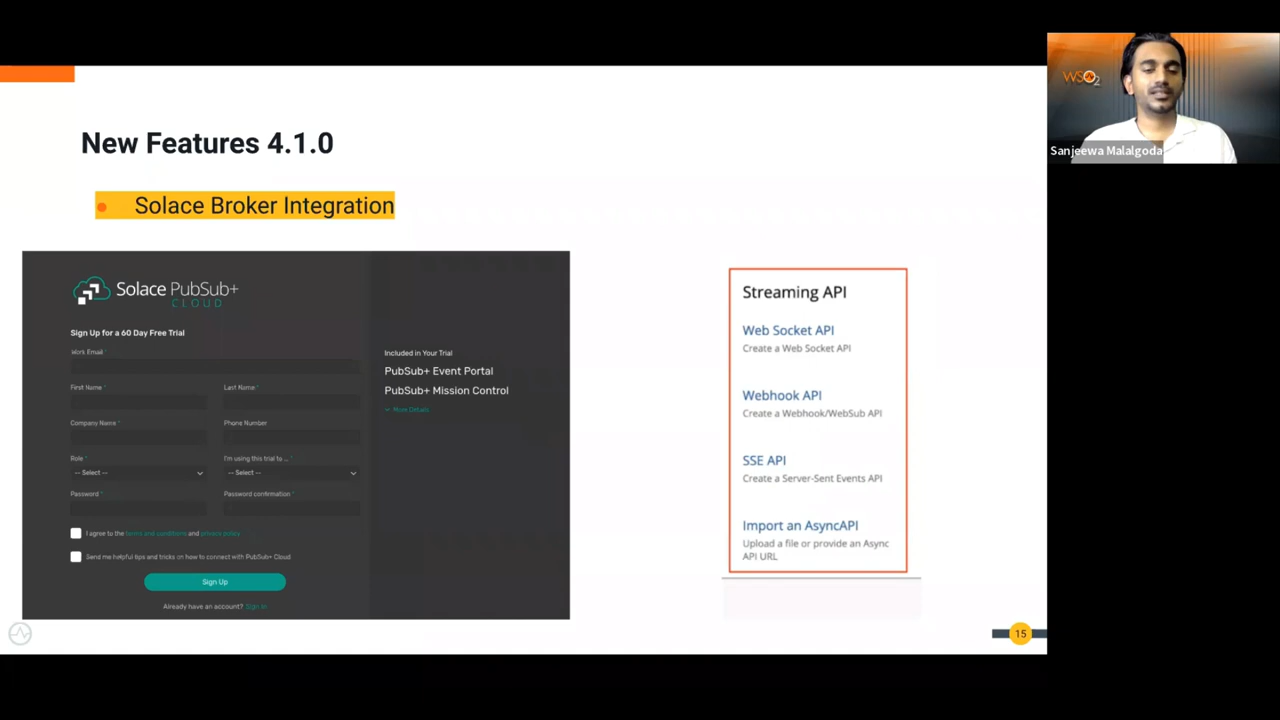 New Features 4.1.0
• Solace Broker Integration
Solace PubSub+
CLOUD
Sign Up for a 60 Day Free Trial
Work Email *
First Name *
Last Name *
Company Name *
Phone Number
Role *
I'm using this trial to ... *
-- Select --
-- Select --
Password *
Password confirmation *
I agree to the terms and conditions and privacy policy.
Send me helpful tips and tricks on how to connect with PubSub+ Cloud
Sign Up
Already have an account? Sign In
Included in Your Trial
PubSub+ Event Portal
PubSub+ Mission Control
More Details
Streaming API
Web Socket API
Create a Web Socket API
Webhook API
Create a Webhook/WebSub API
SSE API
Create a Server-Sent Events API
Import an AsyncAPI
Upload a file or provide an Async
API URL
15
WSO2
Sanjeewa Malalgoda